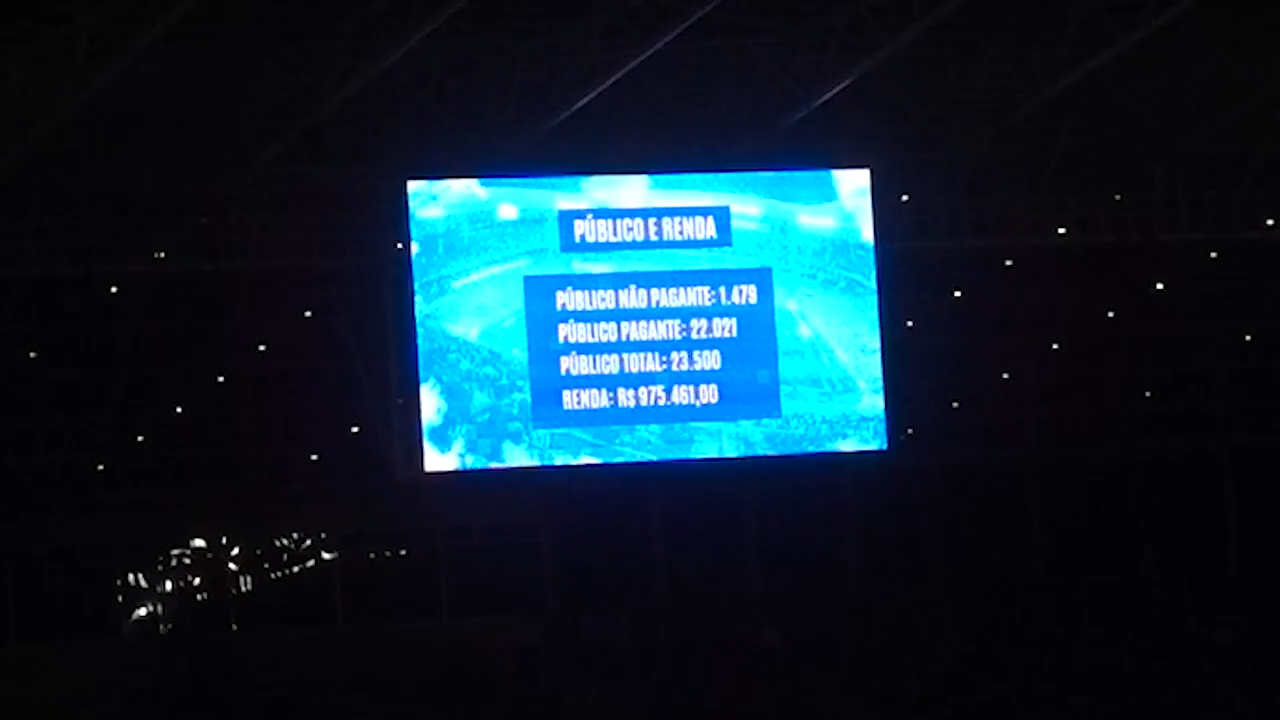 PÚBLICO E RENDA
PÚBLICO NÃO PAGANTE: 1.479
PÚBLICO PAGANTE: 22.021
PÚBLICO TOTAL: 23.500
RENDA: R$ 975.461,00